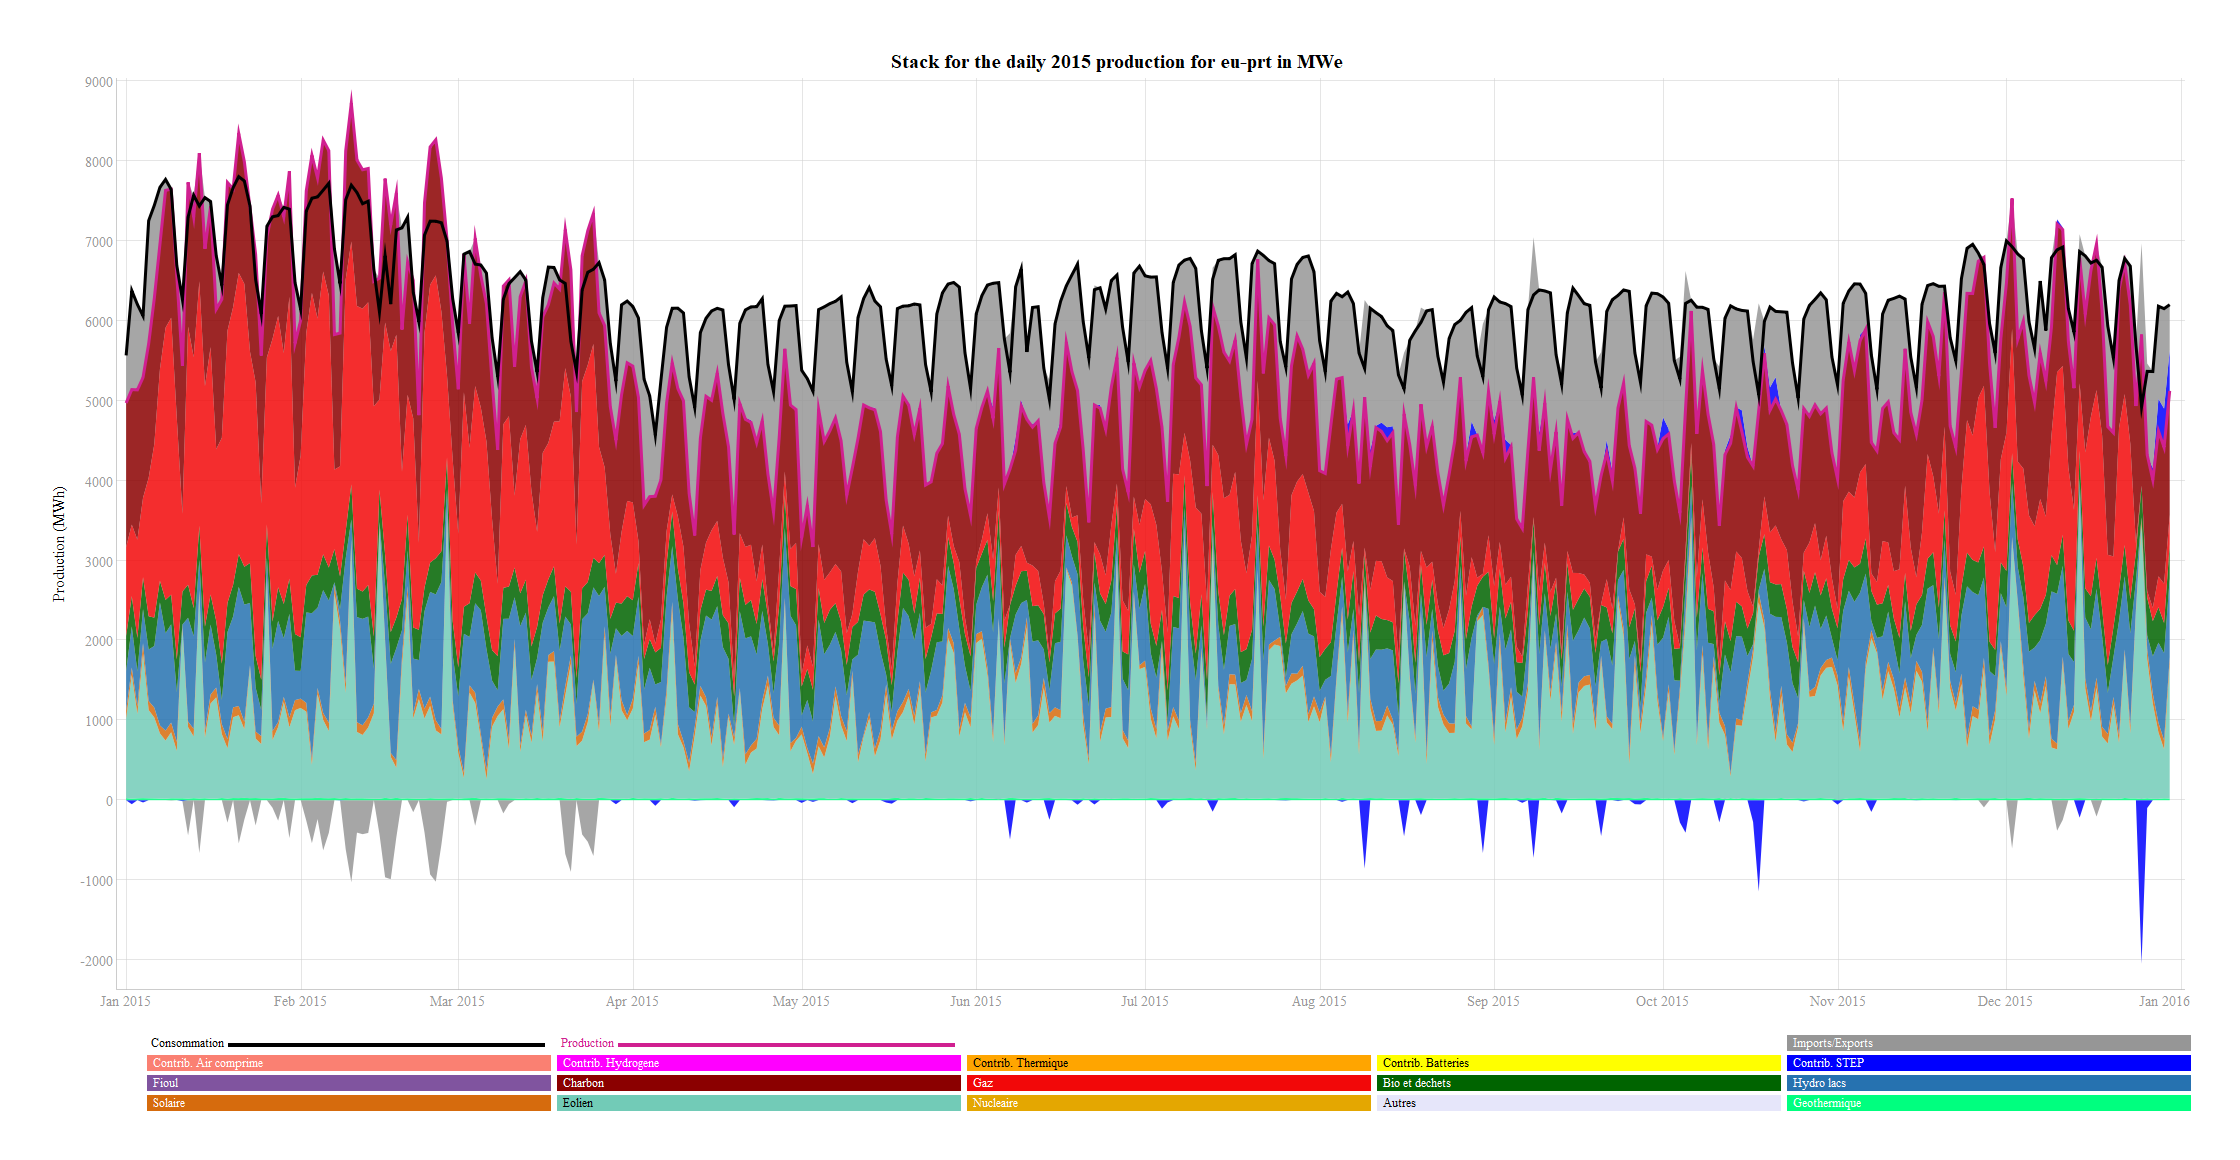 Stack for the daily 2015 production for eu-prt in MWe
9000
8000
7000
6000
5000
4000
3000
2000
1000
0
-1000
-2000
Production (MWh)
Jan 2015 Feb 2015 Mar 2015 Apr 2015 May 2015 Jun 2015 Jul 2015 Aug 2015 Sep 2015 Oct 2015 Nov 2015 Dec 2015 Jan 2016
Consommation Production Imports/Exports
Contrib. Air comprime Contrib. Hydrogene Contrib. Thermique Contrib. Batteries Contrib. STEP
Fioul Charbon Gaz Bio et dechets Hydro lacs
Solaire Eolien Nucleaire Autres Geothermique